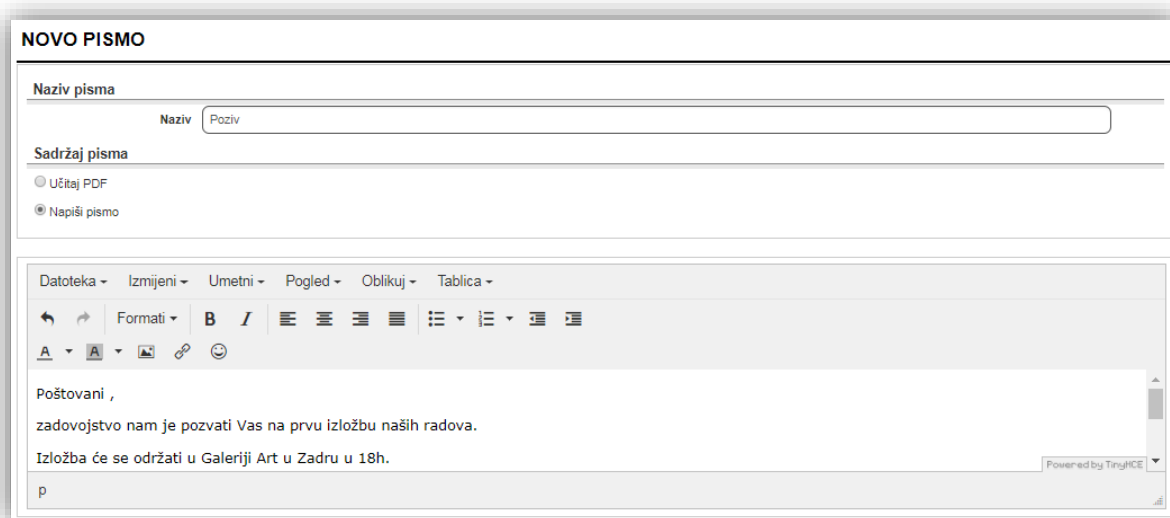 NOVO PISMO
Naziv pisma
Naziv Poziv
Sadržaj pisma
Učitaj PDF
Napiši pismo
Datoteka Izmijeni Umetni Pogled Oblikuj Tablica
Formati B I
A A
Poštovani ,
zadovojstvo nam je pozvati Vas na prvu izložbu naših radova.
Izložba će se održati u Galeriji Art u Zadru u 18h.
Powered by TinyMCE
p